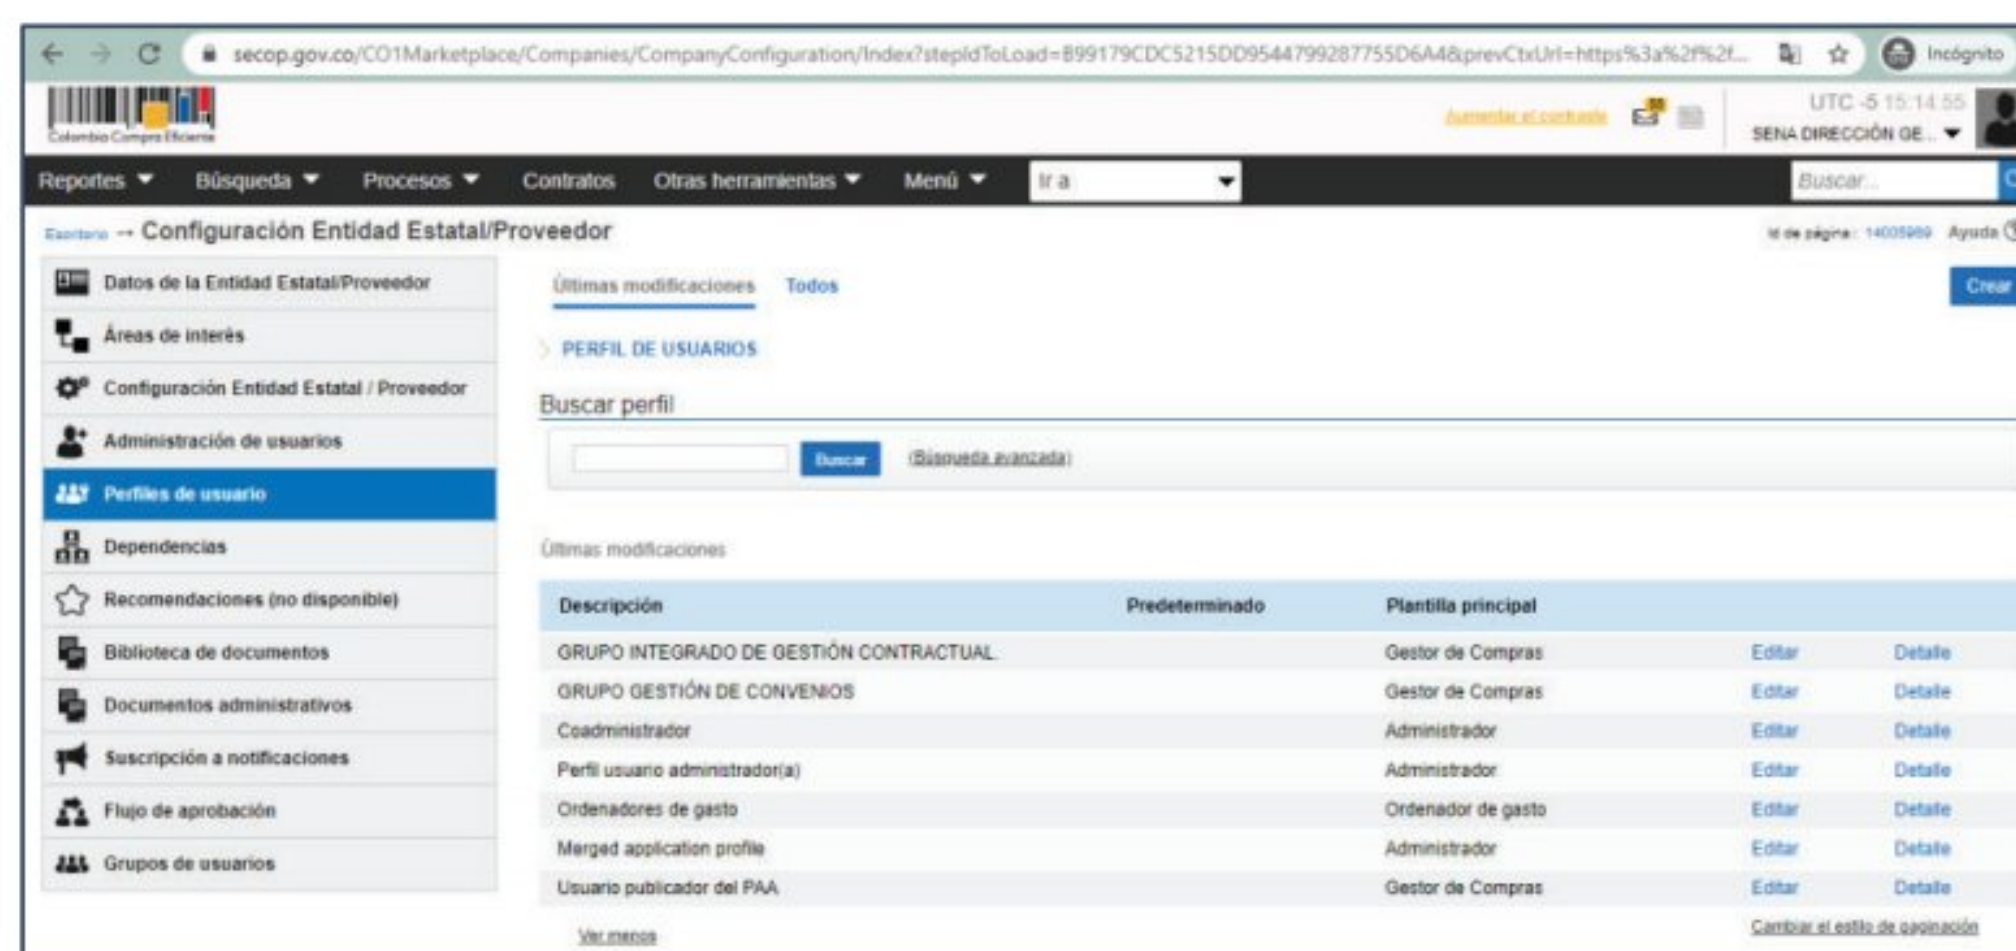 secop.gov.co/CO1Marketplace/Companies/CompanyConfiguration/Index?stepIdToLoad=B99179CDC5215DD9544799287755D6A4&prevCtxUrl=https%3a%2f%2f... Incógnito
Colombia Compra Eficiente
Aumentar el contraste
UTC -5 15:14:55
SENA DIRECCIÓN GE...
Reportes Búsqueda Procesos Contratos Otras herramientas Menú Ir a Buscar...
Escritorio → Configuración Entidad Estatal/Proveedor
Id de página: 14005989 Ayuda
Datos de la Entidad Estatal/Proveedor
Áreas de interés
Configuración Entidad Estatal / Proveedor
Administración de usuarios
Perfiles de usuario
Dependencias
Recomendaciones (no disponible)
Biblioteca de documentos
Documentos administrativos
Suscripción a notificaciones
Flujo de aprobación
Grupos de usuarios
Últimas modificaciones Todos
Crear
PERFIL DE USUARIOS
Buscar perfil
Buscar (Búsqueda avanzada)
Últimas modificaciones
Descripción Predeterminado Plantilla principal
GRUPO INTEGRADO DE GESTIÓN CONTRACTUAL. Gestor de Compras Editar Detalle
GRUPO GESTIÓN DE CONVENIOS Gestor de Compras Editar Detalle
Coadministrador Administrador Editar Detalle
Perfil usuario administrador(a) Administrador Editar Detalle
Ordenadores de gasto Ordenador de gasto Editar Detalle
Merged application profile Administrador Editar Detalle
Usuario publicador del PAA Gestor de Compras Editar Detalle
Ver menos Cambiar el estilo de paginación